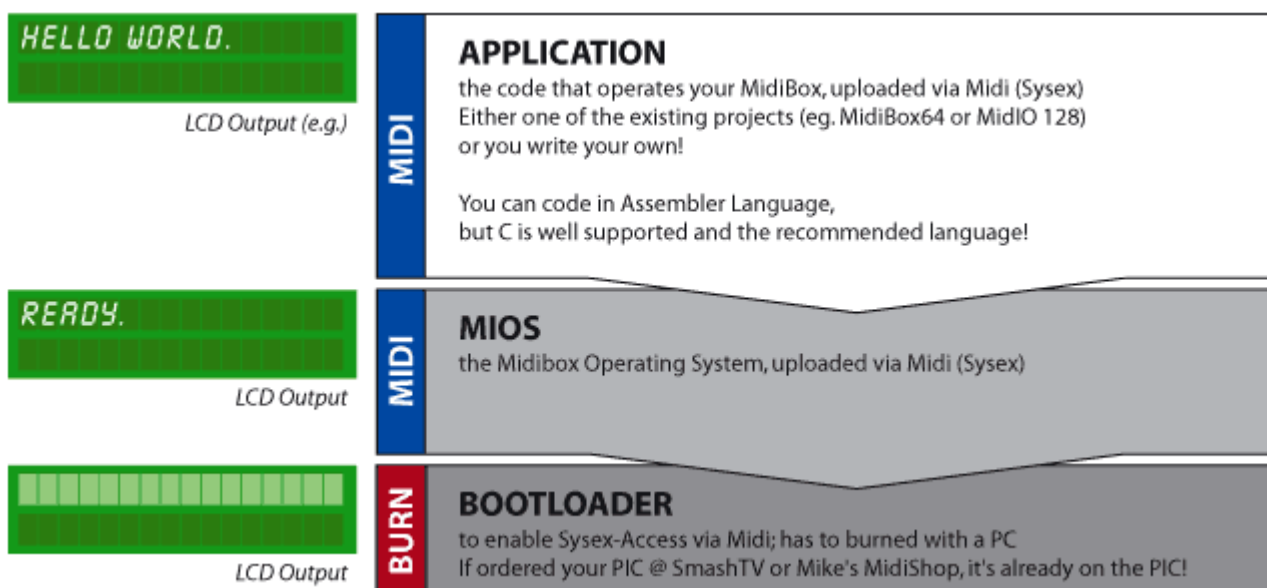 HELLO WORLD.
LCD Output (e.g.)
MIDI
APPLICATION
the code that operates your MidiBox, uploaded via Midi (Sysex)
Either one of the existing projects (eg. MidiBox64 or MidIO 128)
or you write your own!
You can code in Assembler Language,
but C is well supported and the recommended language!
READY.
LCD Output
MIDI
MIOS
the Midibox Operating System, uploaded via Midi (Sysex)
LCD Output
BURN
BOOTLOADER
to enable Sysex-Access via Midi; has to burned with a PC
If ordered your PIC @ SmashTV or Mike's MidiShop, it's already on the PIC!